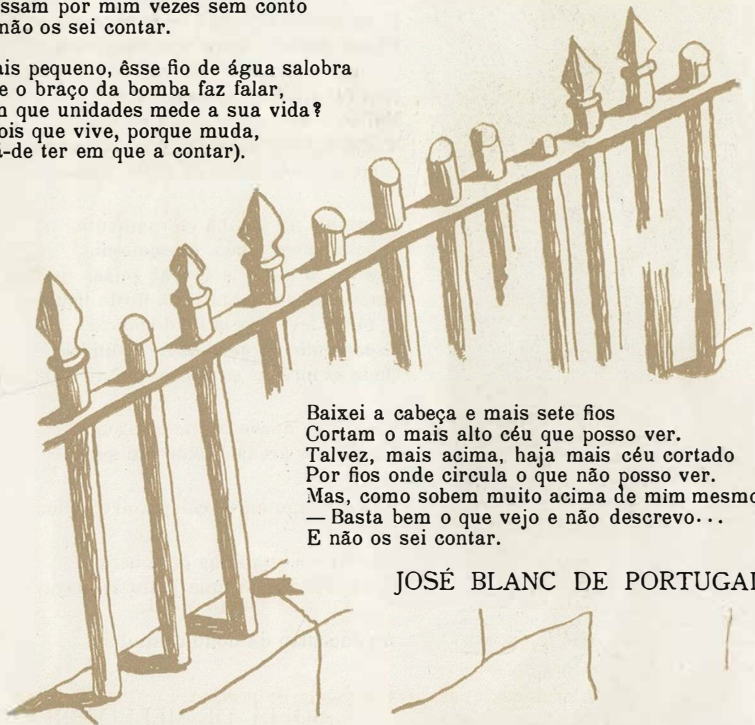 ssam por mim vezes sem conto
não os sei contar.
ais pequeno, êsse fio de água salobra
e o braço da bomba faz falar,
que unidades mede a sua vida?
ois que vive, porque muda,
-de ter em que a contar).
Baixei a cabeça e mais sete fios
Cortam o mais alto céu que posso ver.
Talvez, mais acima, haja mais céu cortado
Por fios onde circula o que não posso ver.
Mas, como sobem muito acima de mim mesmo
— Basta bem o que vejo e não descrevo...
E não os sei contar.
JOSÉ BLANC DE PORTUGAL